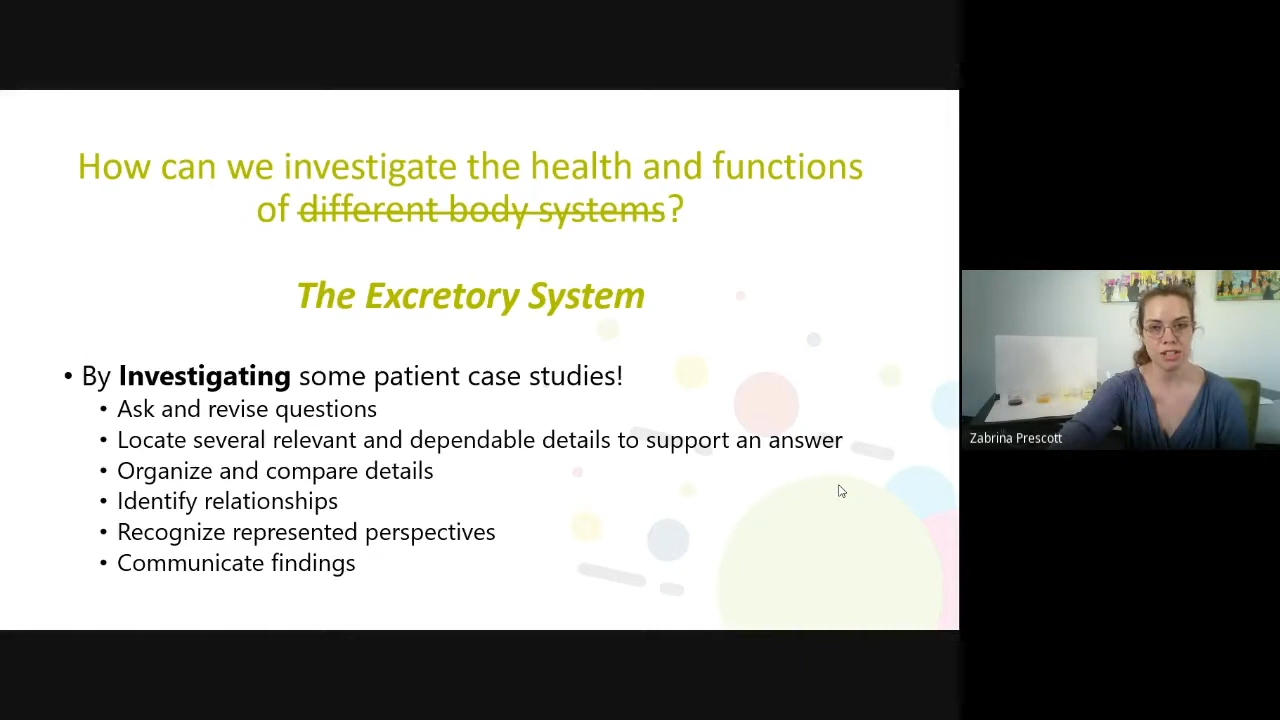 How can we investigate the health and functions
of different body systems?
The Excretory System
• By Investigating some patient case studies!
• Ask and revise questions
• Locate several relevant and dependable details to support an answer
• Organize and compare details
• Identify relationships
• Recognize represented perspectives
• Communicate findings
Zabrina Prescott